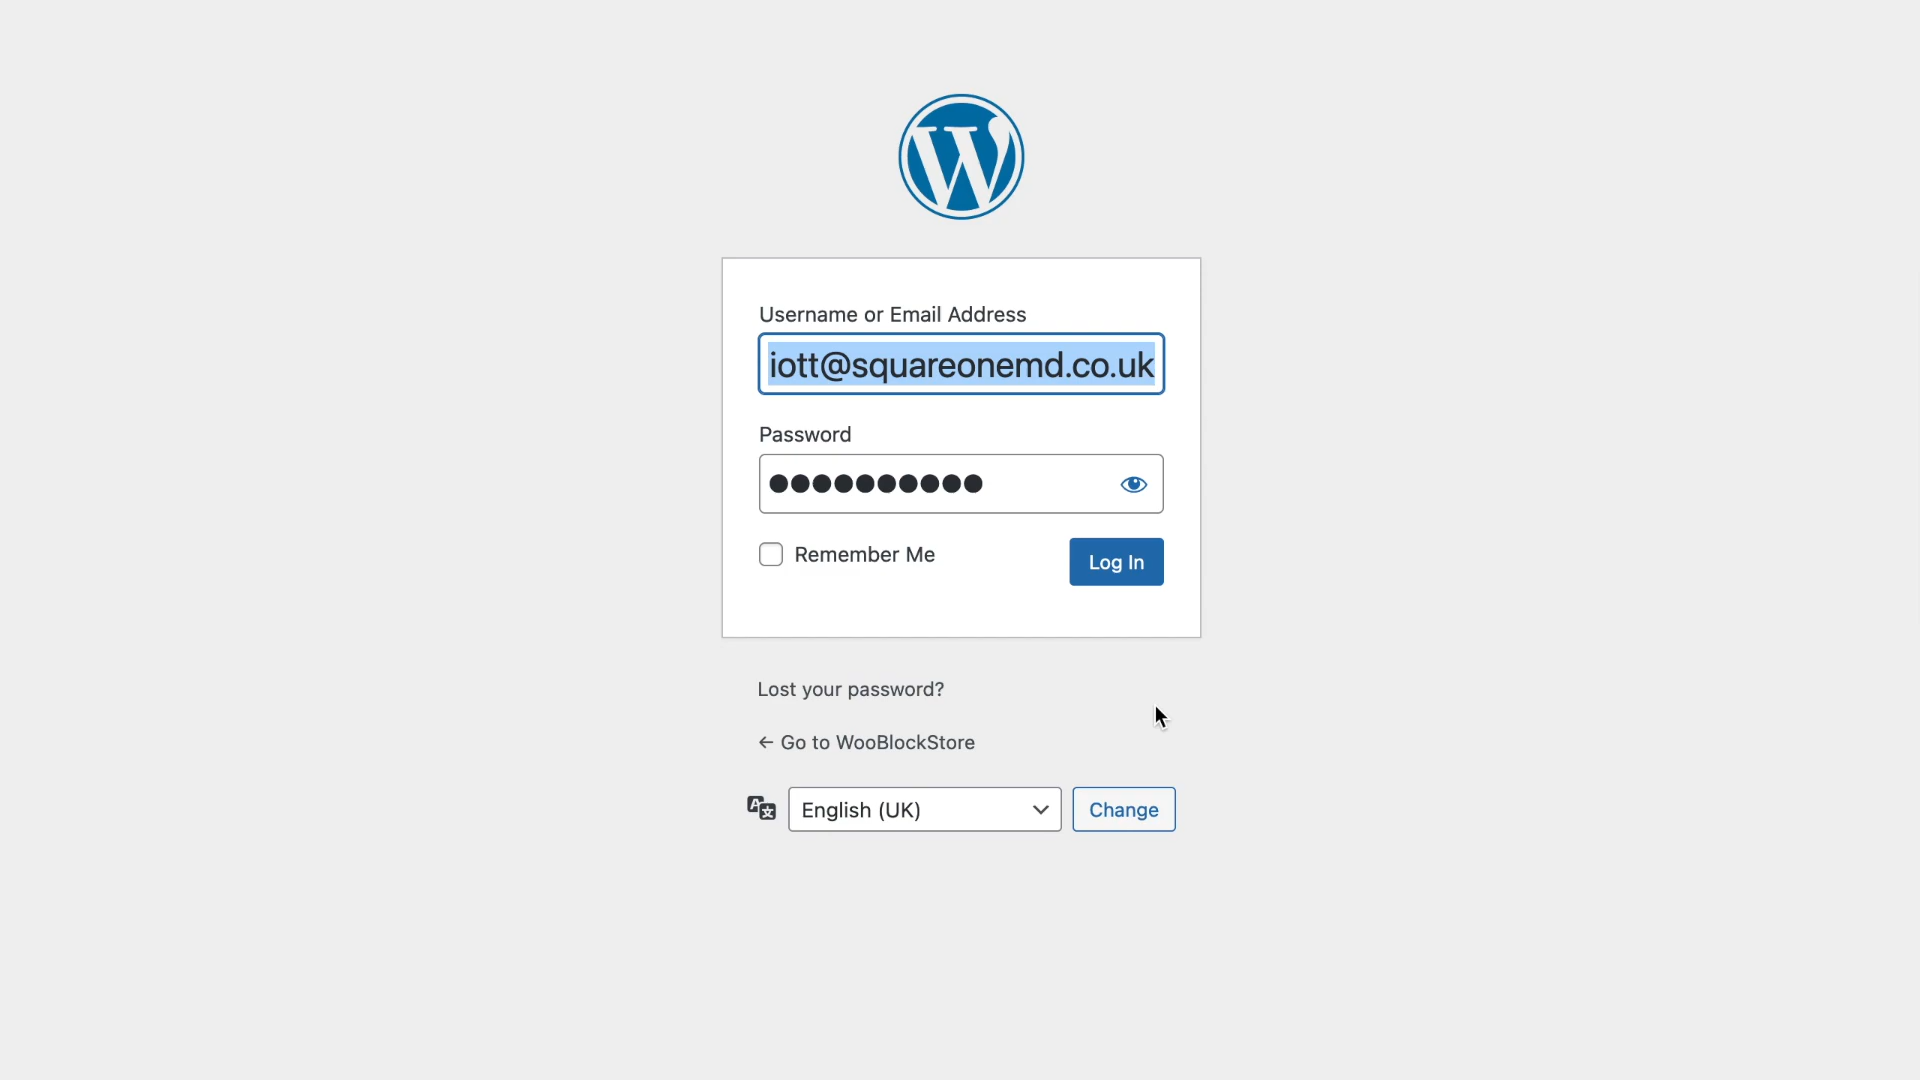 Username or Email Address
iott@squareonemd.co.uk
Password
Remember Me
Log In
Lost your password?
← Go to WooBlockStore
English (UK)
Change